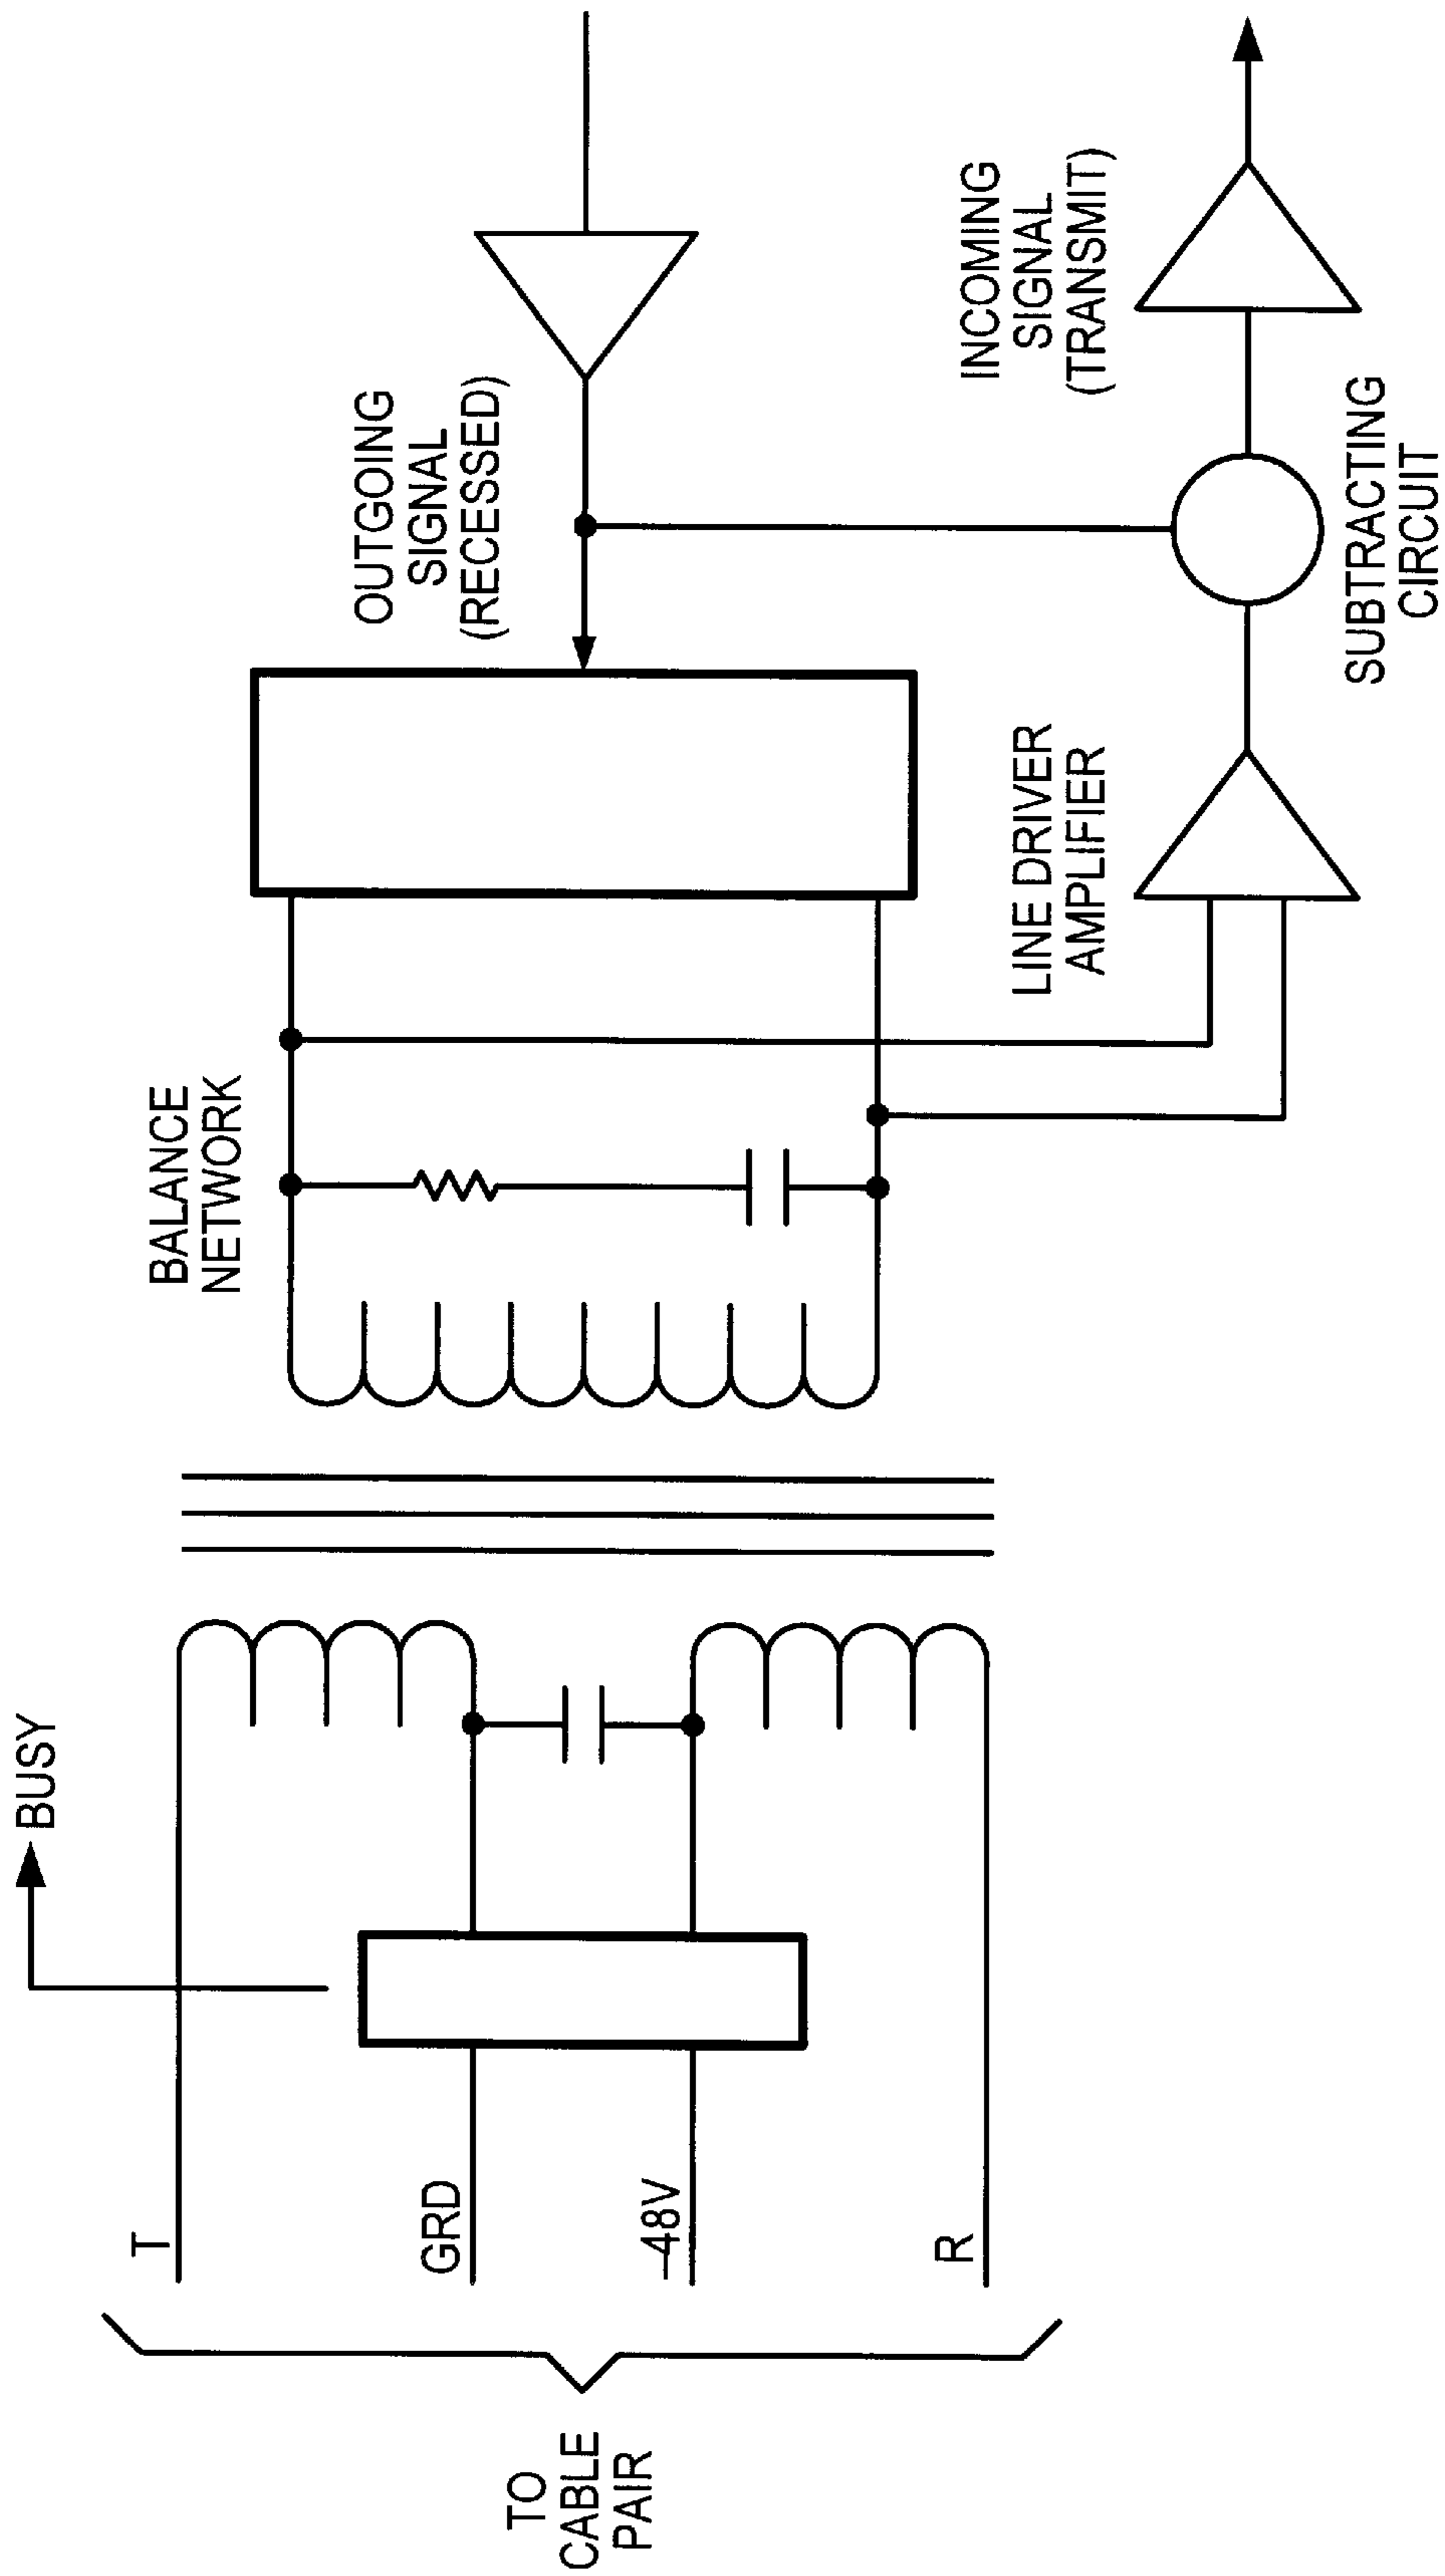 BUSY
T
GRD
–48V
R
TO
CABLE
PAIR
BALANCE
NETWORK
OUTGOING
SIGNAL
(RECESSED)
LINE DRIVER
AMPLIFIER
INCOMING
SIGNAL
(TRANSMIT)
SUBTRACTING
CIRCUIT